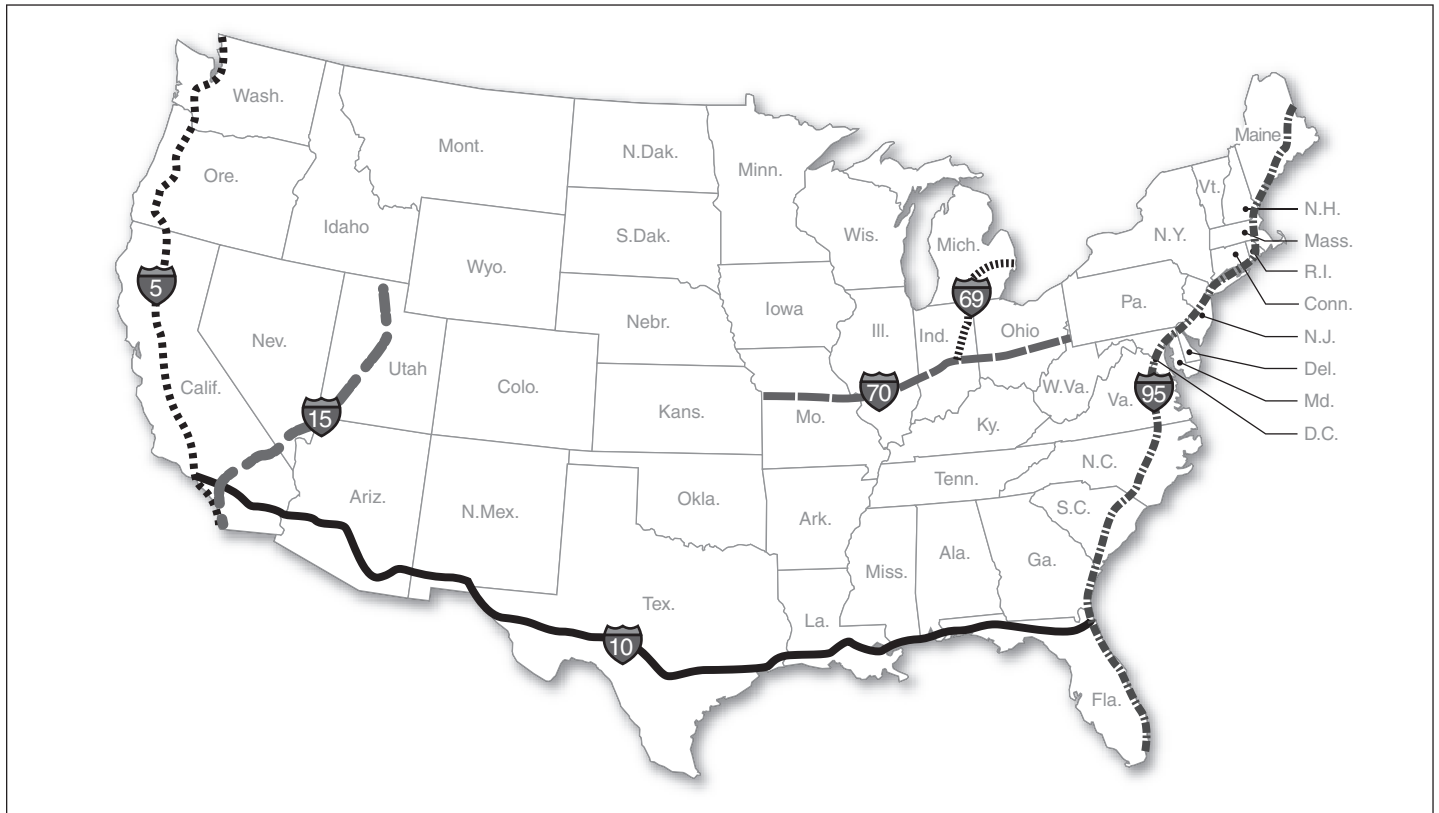 Wash.
Mont.
N.Dak.
Minn.
Maine
Vt.
N.H.
Ore.
Idaho
S.Dak.
Wis.
Mich.
N.Y.
Mass.
Wyo.
R.I.
5
69
Conn.
Nev.
Utah
Nebr.
Iowa
Ill.
Ind.
Ohio
Pa.
N.J.
Calif.
Colo.
Kans.
Mo.
70
W.Va.
Va.
95
Del.
Md.
15
Ky.
D.C.
Ariz.
N.Mex.
Okla.
Ark.
Tenn.
N.C.
S.C.
Miss.
Ala.
Ga.
Tex.
La.
10
Fla.